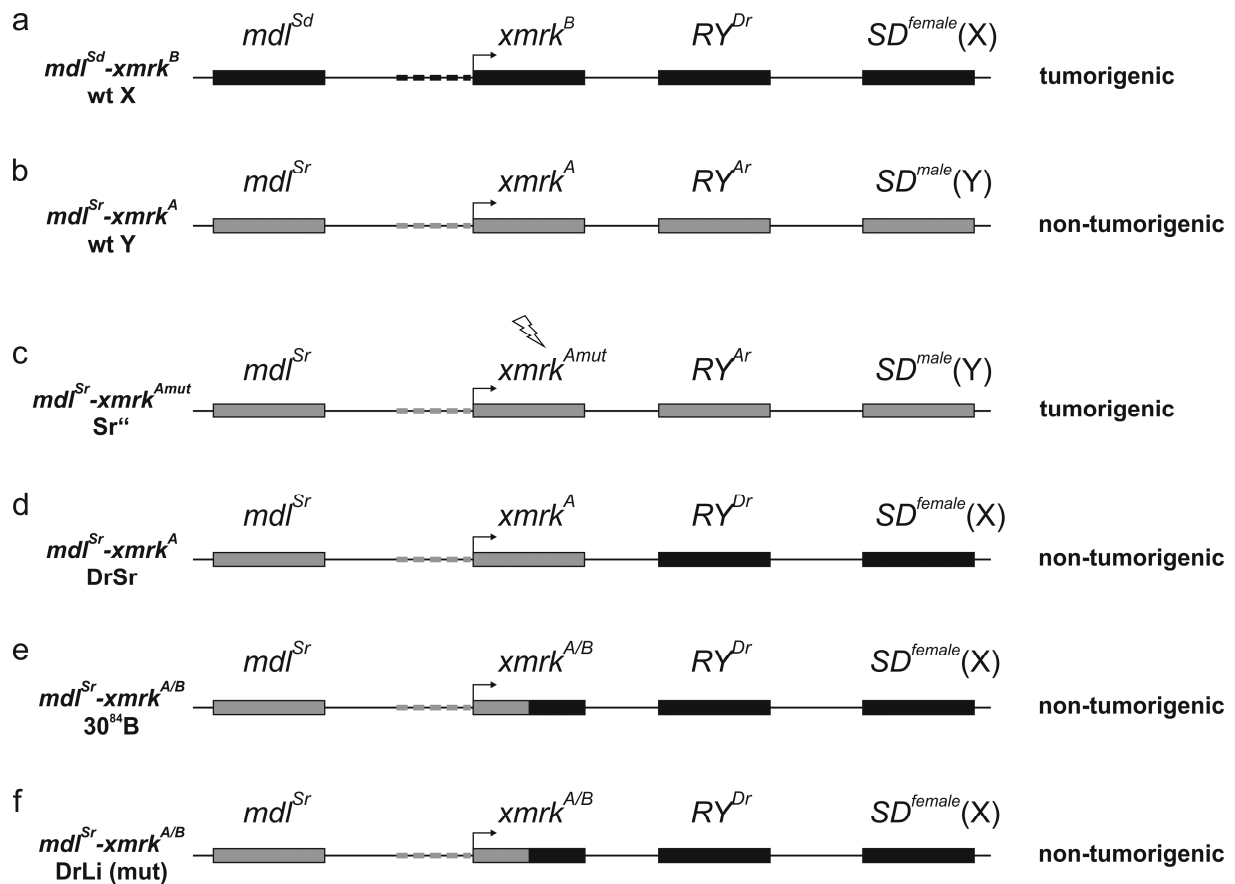 a
mdl^Sd xmrk^B RY^Dr SD^female(X)
mdl^Sd-xmrk^B
wt X
tumorigenic
b
mdl^Sr xmrk^A RY^Ar SD^male(Y)
mdl^Sr-xmrk^A
wt Y
non-tumorigenic
c
mdl^Sr xmrk^Amut RY^Ar SD^male(Y)
mdl^Sr-xmrk^Amut
Sr“
tumorigenic
d
mdl^Sr xmrk^A RY^Dr SD^female(X)
mdl^Sr-xmrk^A
DrSr
non-tumorigenic
e
mdl^Sr xmrk^A/B RY^Dr SD^female(X)
mdl^Sr-xmrk^A/B
30^84B
non-tumorigenic
f
mdl^Sr xmrk^A/B RY^Dr SD^female(X)
mdl^Sr-xmrk^A/B
DrLi (mut)
non-tumorigenic